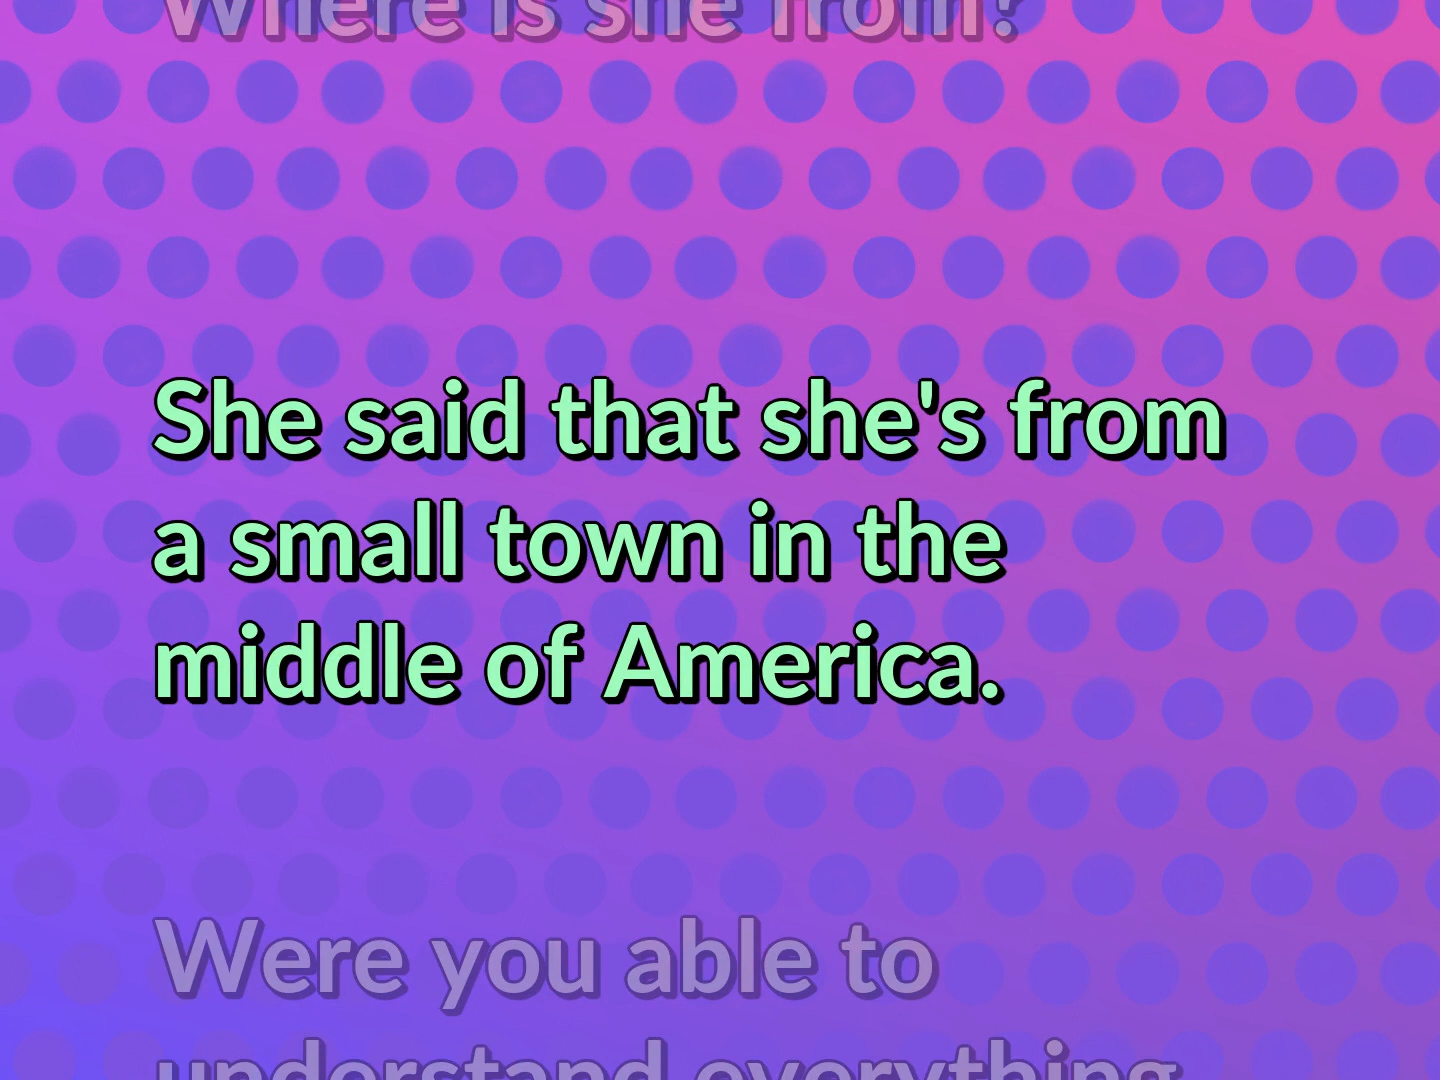 Where is she from?
She said that she's from
a small town in the
middle of America.
Were you able to
understand everything